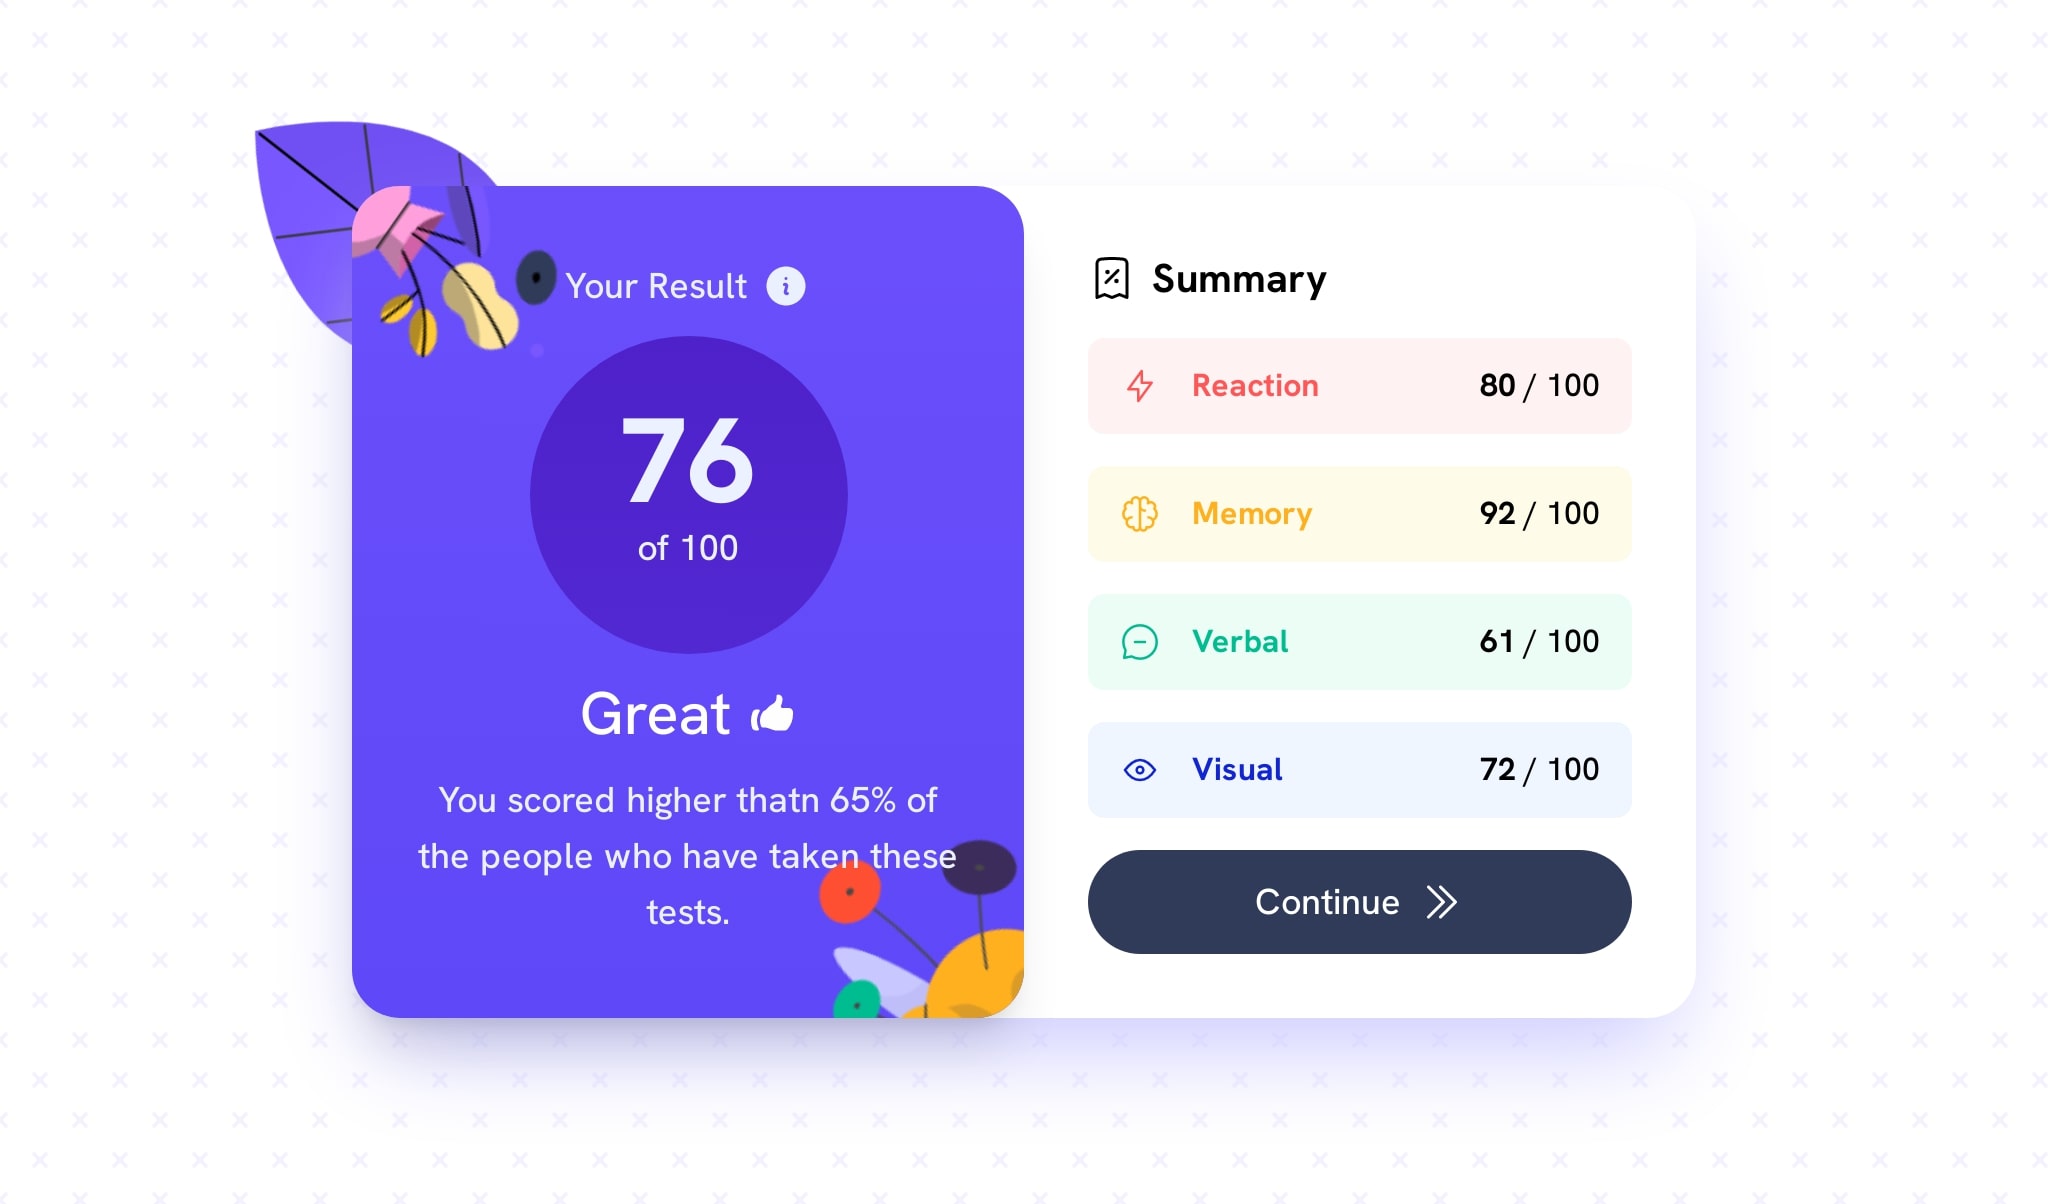 Your Result
76
of 100
Great
You scored higher thatn 65% of
the people who have taken these
tests.
Summary
Reaction 80 / 100
Memory 92 / 100
Verbal 61 / 100
Visual 72 / 100
Continue